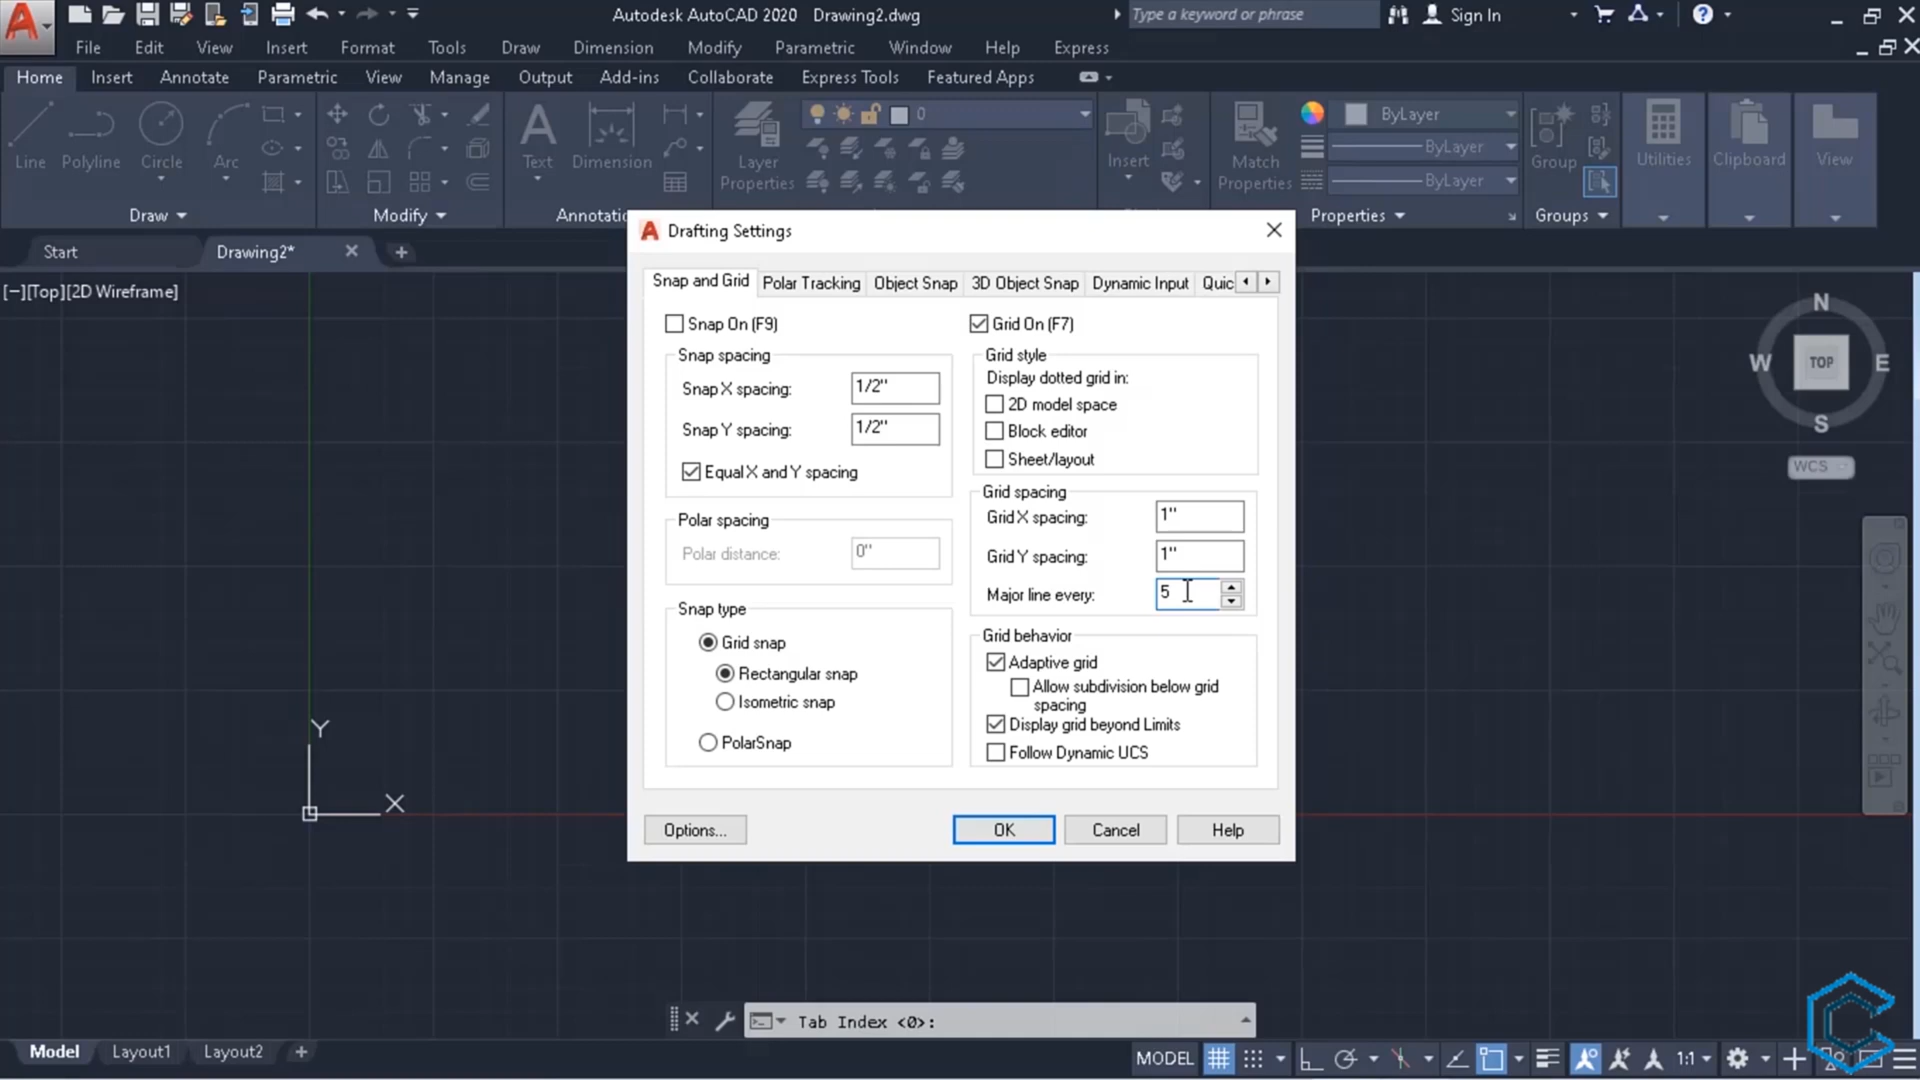 Autodesk AutoCAD 2020 Drawing2.dwg
Type a keyword or phrase
Sign In
File Edit View Insert Format Tools Draw Dimension Modify Parametric Window Help Express
Home Insert Annotate Parametric View Manage Output Add-ins Collaborate Express Tools Featured Apps
0
ByLayer
ByLayer
ByLayer
Line Polyline Circle Arc
Text Dimension
Layer Properties
Insert
Match Properties
Group
Utilities Clipboard View
Draw Modify Annotatio
Properties Groups
Start Drawing2*
[−][Top][2D Wireframe]
Drafting Settings
Snap and Grid Polar Tracking Object Snap 3D Object Snap Dynamic Input Quic
Snap On (F9)
Snap spacing
Snap X spacing: 1/2"
Snap Y spacing: 1/2"
Equal X and Y spacing
Polar spacing
Polar distance: 0"
Snap type
Grid snap
Rectangular snap
Isometric snap
PolarSnap
Grid On (F7)
Grid style
Display dotted grid in:
2D model space
Block editor
Sheet/layout
Grid spacing
Grid X spacing: 1"
Grid Y spacing: 1"
Major line every: 5
Grid behavior
Adaptive grid
Allow subdivision below grid
spacing
Display grid beyond Limits
Follow Dynamic UCS
Options... OK Cancel Help
N
W TOP E
S
WCS
Y
X
Tab Index <0>:
Model Layout1 Layout2
MODEL 1:1